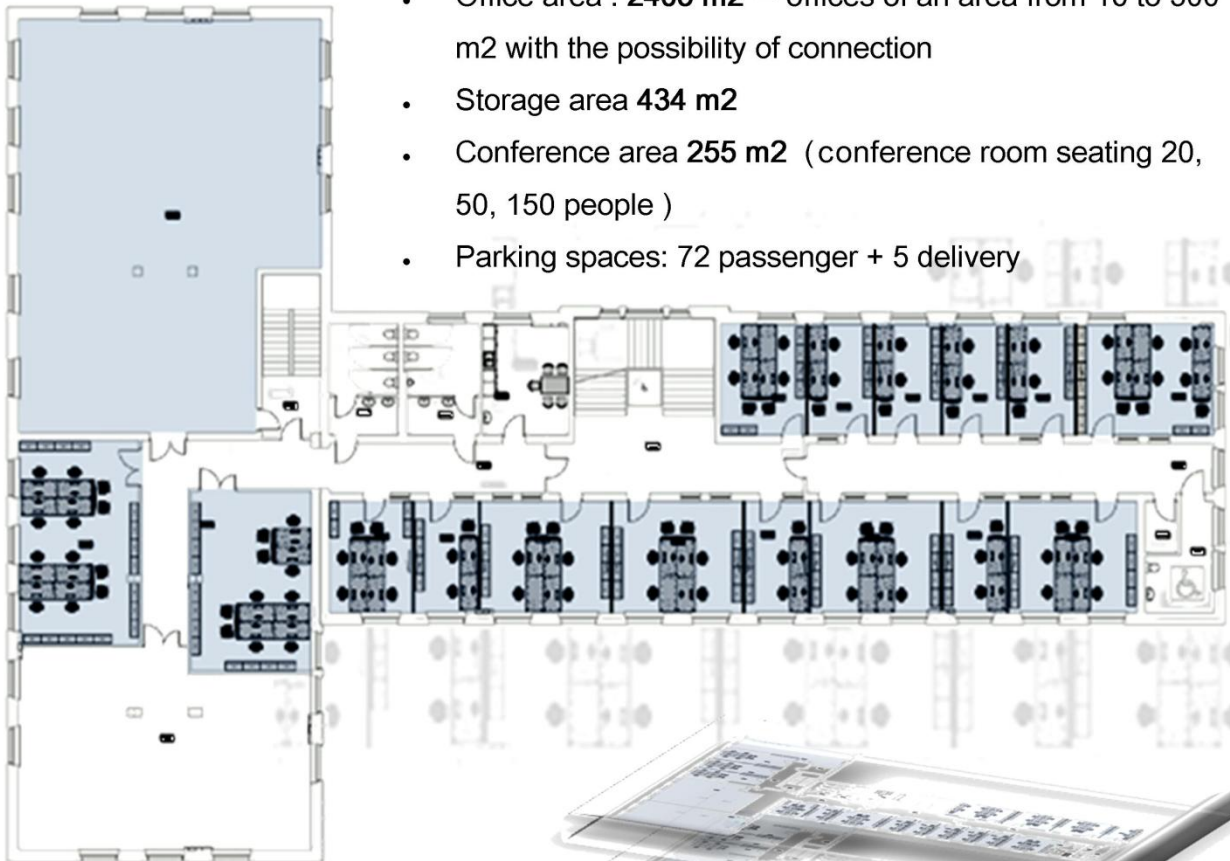 • Office area : m2 - offices of an area from to
m2 with the possibility of connection
• Storage area 434 m2
• Conference area 255 m2 (conference room seating 20,
50, 150 people )
• Parking spaces: 72 passenger + 5 delivery